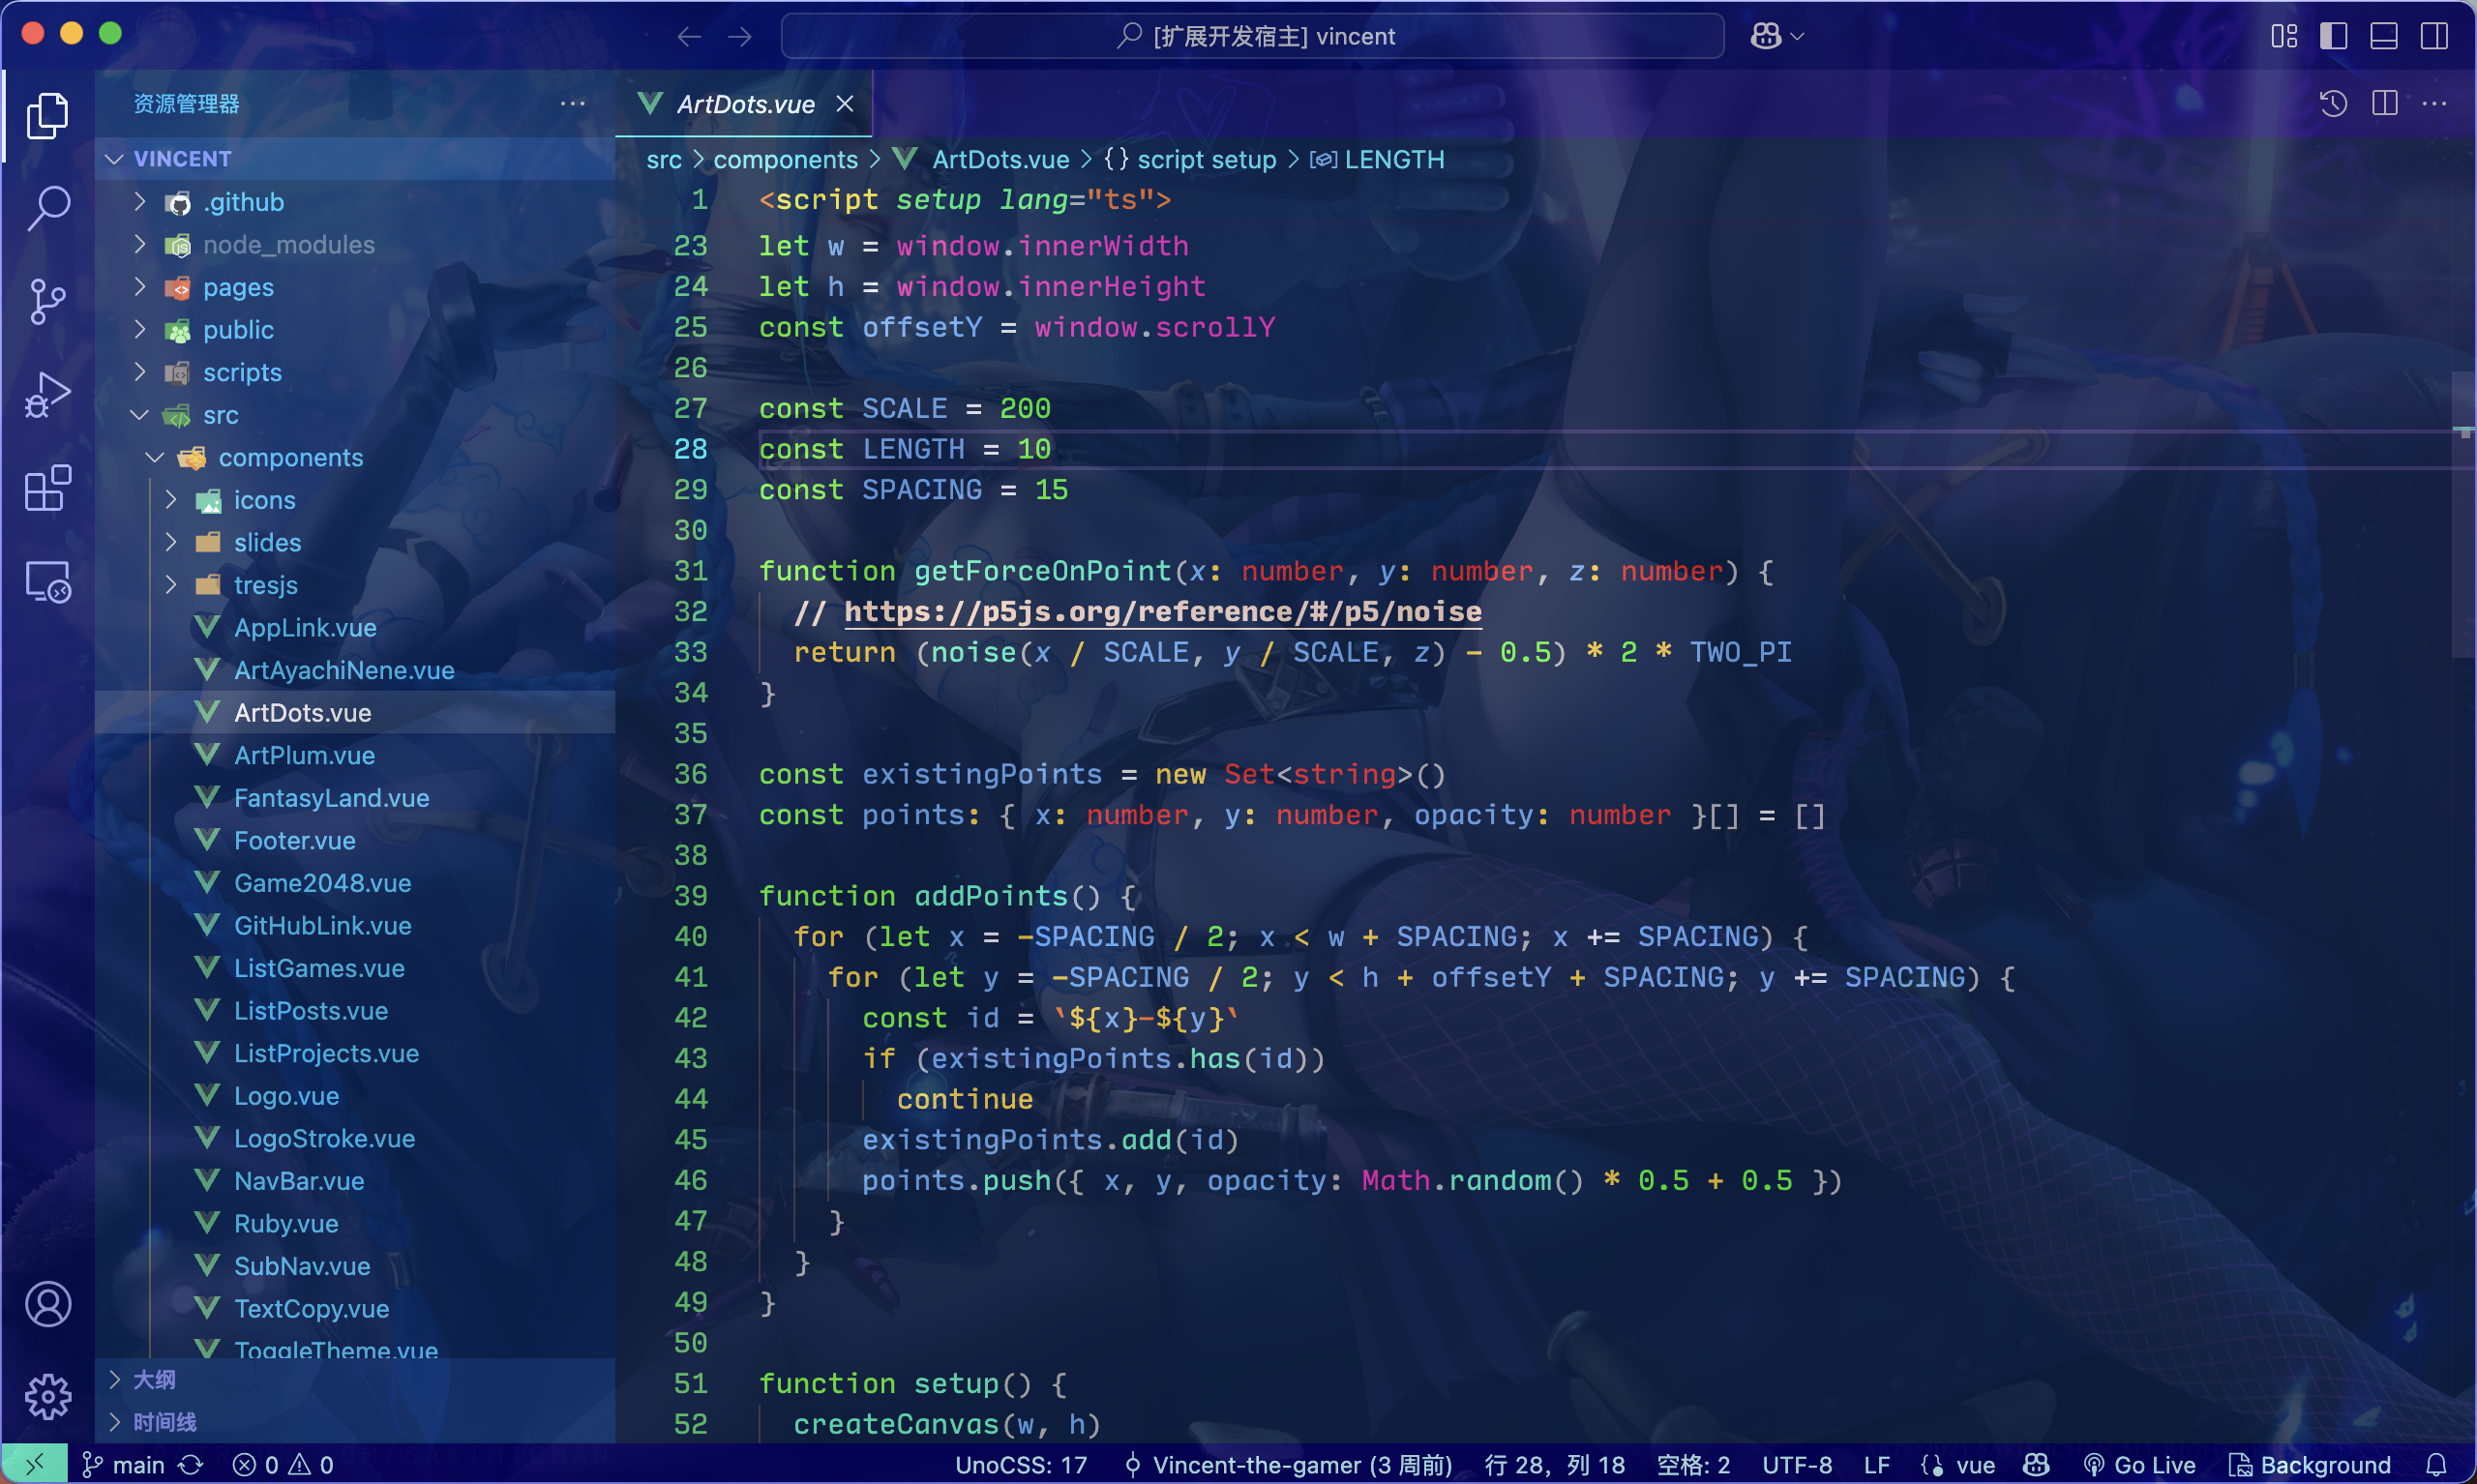 [扩展开发宿主] vincent
资源管理器
ArtDots.vue
VINCENT
.github
node_modules
pages
public
scripts
src
components
icons
slides
tresjs
AppLink.vue
ArtAyachiNene.vue
ArtDots.vue
ArtPlum.vue
FantasyLand.vue
Footer.vue
Game2048.vue
GitHubLink.vue
ListGames.vue
ListPosts.vue
ListProjects.vue
Logo.vue
LogoStroke.vue
NavBar.vue
Ruby.vue
SubNav.vue
TextCopy.vue
ToggleTheme.vue
大纲
时间线
src > components > ArtDots.vue > {} script setup > LENGTH
1 <script setup lang="ts">
23 let w = window.innerWidth
24 let h = window.innerHeight
25 const offsetY = window.scrollY
26
27 const SCALE = 200
28 const LENGTH = 10
29 const SPACING = 15
30
31 function getForceOnPoint(x: number, y: number, z: number) {
32 // https://p5js.org/reference/#/p5/noise
33 return (noise(x / SCALE, y / SCALE, z) - 0.5) * 2 * TWO_PI
34 }
35
36 const existingPoints = new Set<string>()
37 const points: { x: number, y: number, opacity: number }[] = []
38
39 function addPoints() {
40 for (let x = -SPACING / 2; x < w + SPACING; x += SPACING) {
41 for (let y = -SPACING / 2; y < h + offsetY + SPACING; y += SPACING) {
42 const id = `${x}-${y}`
43 if (existingPoints.has(id))
44 continue
45 existingPoints.add(id)
46 points.push({ x, y, opacity: Math.random() * 0.5 + 0.5 })
47 }
48 }
49 }
50
51 function setup() {
52 createCanvas(w, h)
main 0 0 UnoCSS: 17 Vincent-the-gamer (3 周前) 行 28，列 18 空格: 2 UTF-8 LF vue Go Live Background